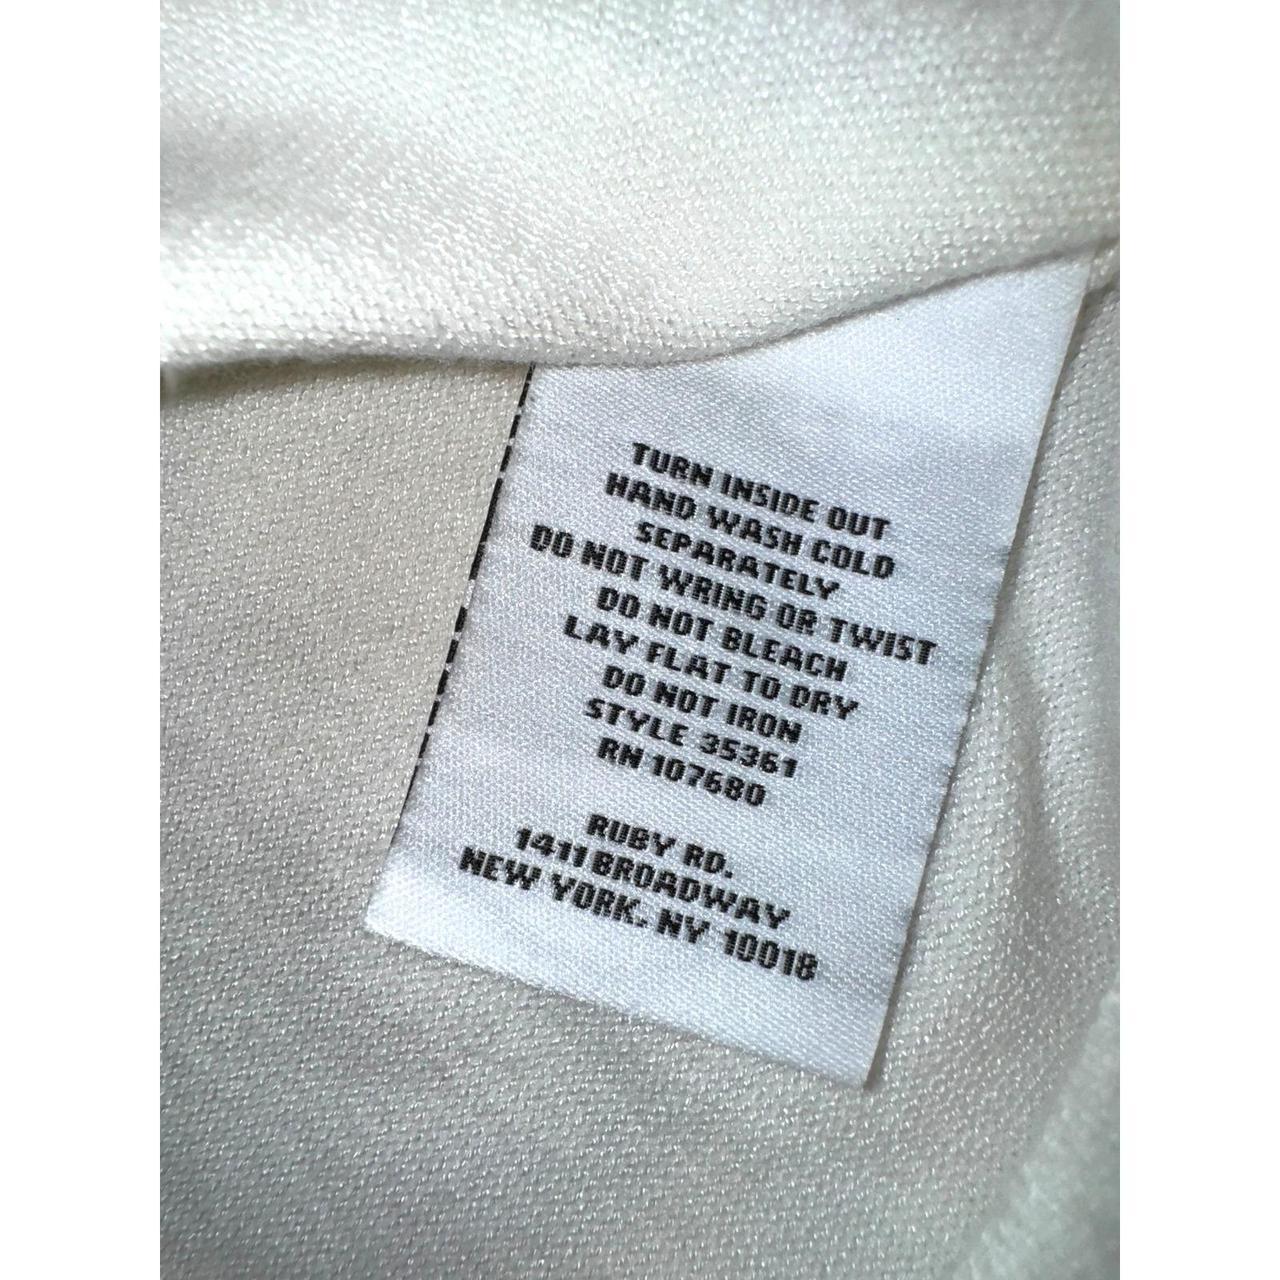 TURN INSIDE OUT
HAND WASH COLD
SEPARATELY
DO NOT WRING OR TWIST
DO NOT BLEACH
LAY FLAT TO DRY
DO NOT IRON
STYLE 35361
RN 107680
RUBY RD.
1411 BROADWAY
NEW YORK, NY 10018